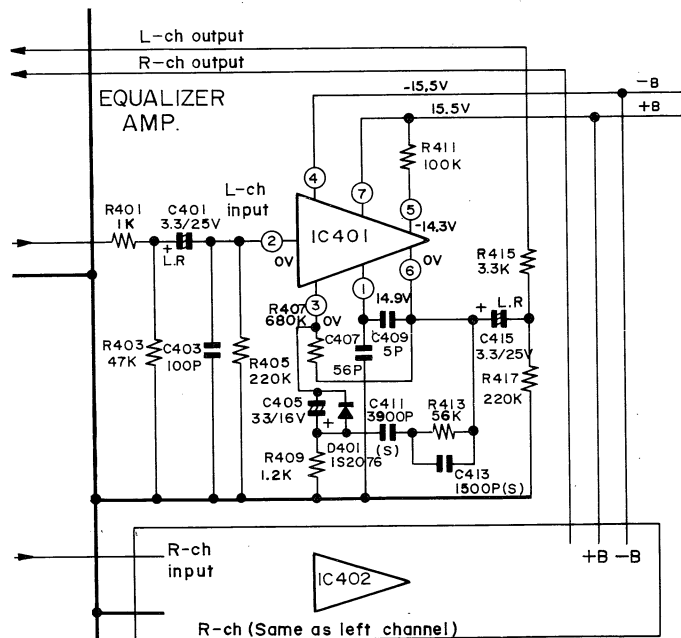 L-ch output
R-ch output
-15.5V
-B
15.5V
+B
EQUALIZER
AMP.
R411
100K
4
7
L-ch
input
5
R401
1K
C401
3.3/25V
2
IC401
-14.3V
+
L.R
0V
0V
6
R415
3.3K
3
1
14.9V
R407
680K
0V
+
L.R
R403
47K
C403
100P
R405
220K
C407
56P
C409
5P
C415
3.3/25V
R417
220K
C405
33/16V
+
C411
3900P
(S)
R413
56K
D401
1S2076
R409
1.2K
C413
1500P(S)
R-ch
input
+B
-B
IC402
R-ch (Same as left channel)